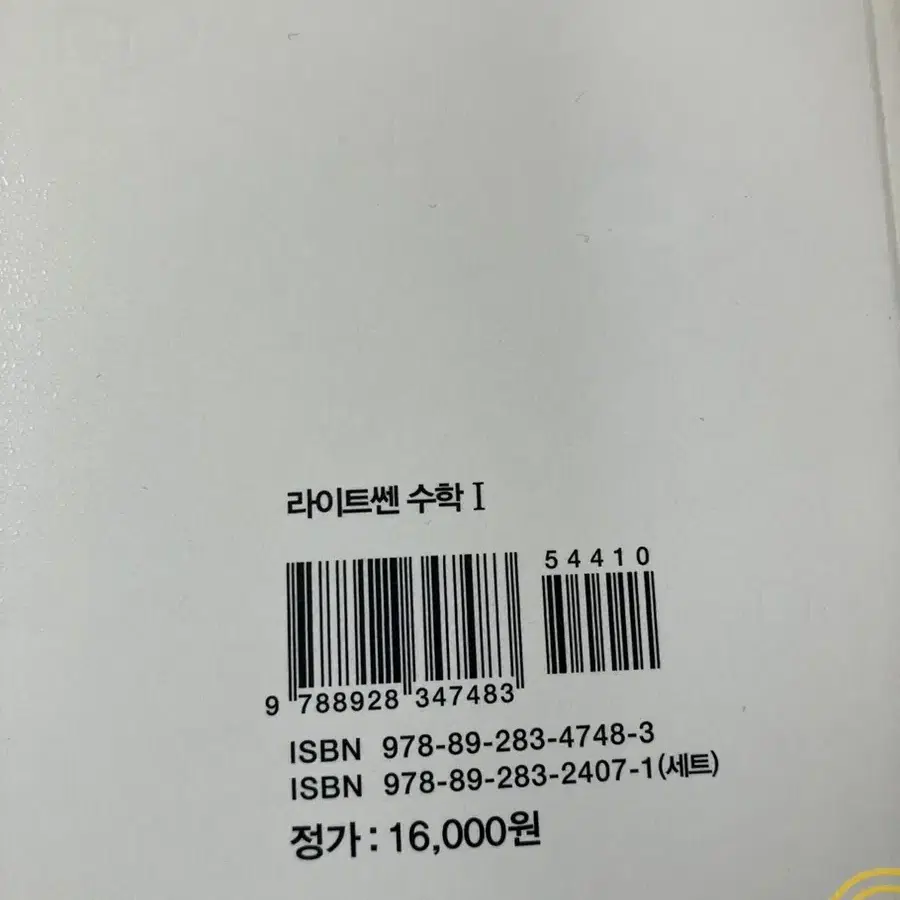 라이트쎈 수학 Ⅰ
54410
9 788928 347483
ISBN 978-89-283-4748-3
ISBN 978-89-283-2407-1(세트)
정가 : 16,000원